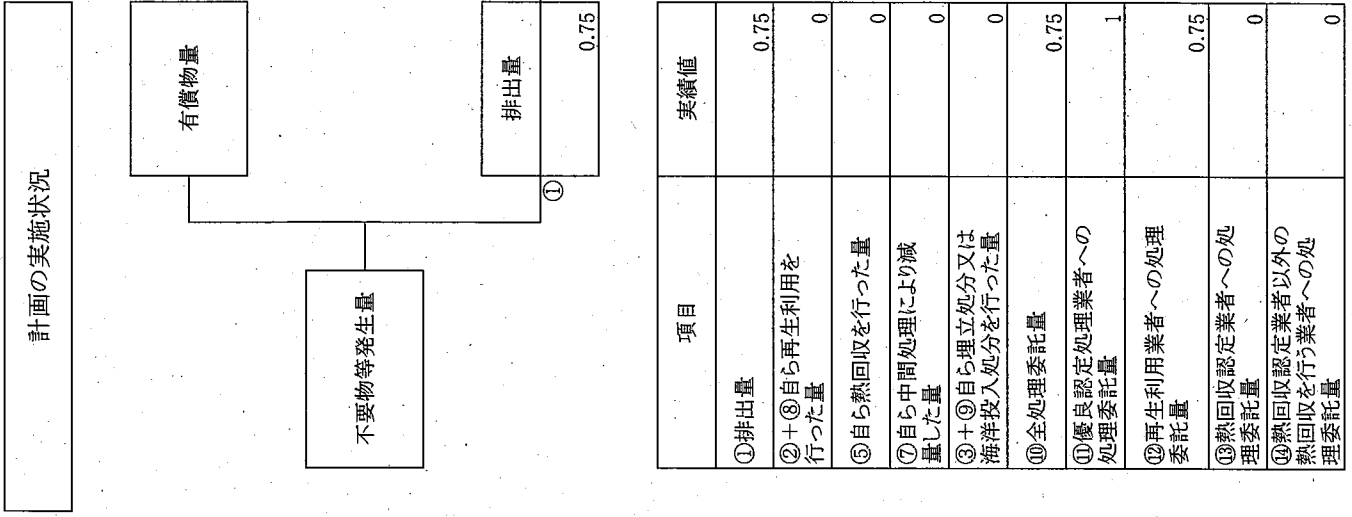 計画の実施状況
有償物量
不要物等発生量
排出量
①
0.75
項目
実績値
①排出量
0.75
②+⑧自ら再生利用を
行った量
0
⑤自ら熱回収を行った量
0
⑦自ら中間処理により減
量した量
0
③+⑨自ら埋立処分又は
海洋投入処分を行った量
0
⑩全処理委託量
0.75
⑪優良認定処理業者への
処理委託量
1
⑫再生利用業者への処理
委託量
0.75
⑬熱回収認定業者への処
理委託量
0
⑭熱回収認定業者以外の
熱回収を行う業者への処
理委託量
0